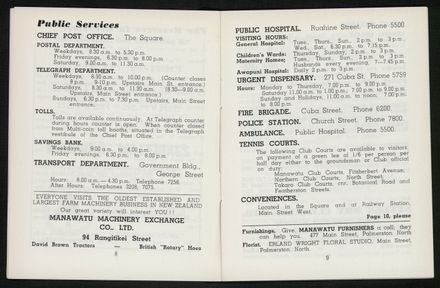 Public Services
CHIEF POST OFFICE. The Square.
POSTAL DEPARTMENT.
Weekdays, 8.30 a.m. to 5.30 p.m.
Friday evenings, 6.30 p.m. to 8.00 p.m.
Saturday, 9.00 a.m. to 11.30 a.m.
TELEGRAPH DEPARTMENT.
Weekdays, 8.30 a.m. to 10.00 p.m. (Counter closes
9 p.m. 9-10 p.m. Upstairs Main St. entrance.)
Saturdays, 8.30 a.m. to 11.30 a.m. (8.30—9.00 a.m.
Upstairs, Main Street entrance.)
Sundays, 6.30 p.m. to 7.30 p.m. Upstairs, Main Street
entrance.
TOLLS.
Tolls are available continuously. At Telegraph counter
during hours counter is open. When counter closed
from Multi-coin toll booths, situated in the Telegraph
vestibule of the Chief Post Office.
SAVINGS BANK.
Weekdays, 9.00 a.m. to 4.00 p.m.
Friday evenings, 6.30 p.m. to 8.00 p.m.
TRANSPORT DEPARTMENT. Government Bldg.,
George Street
Hours: 8.00 a.m.—4.30 p.m. Telephone 7256.
After Hours: Telephones 3226, 7073.
EVERYONE VISITS THE OLDEST ESTABLISHED AND
LARGEST FARM MACHINERY BUSINESS IN NEW ZEALAND
Our great variety will interest YOU!!
MANAWATU MACHINERY EXCHANGE
CO., LTD.
94 Rangitikei Street
David Brown Tractors — British "Rotary" Hoes
8
PUBLIC HOSPITAL. Ruahine Street. Phone 5500
VISITING HOURS:
General Hospital: Tues., Thurs., Sun., 2 p.m. to 3 p.m.
Wed., Sat., 6.30 p.m. to 7.15 p.m.
Children's Wards: Thursday, Sunday, 2 p.m. to 3 p.m.
Maternity Homes; Tues., Thurs., Sun., 2 p.m. to 3 p.m.
Husbands every evening, 7—7.45 p.m.
Awapuni Hospital: Daily 2 p.m. to 3 p.m.
URGENT DISPENSARY. 271 Cuba St. Phone 5759
Hours: Monday to Thursday, 7.00 p.m. to 9.00 p.m.
Saturday 11.00 a.m. to 1.00 p.m.; 7.00 p.m. to 9.00 p.m.
Sunday and Holidays, 11.00 a.m. to noon, 7.00 p.m.
to 8.00 p.m.
FIRE BRIGADE. Cuba Street. Phone 6200.
POLICE STATION. Church Street. Phone 7800.
AMBULANCE. Public Hospital. Phone 5500.
TENNIS COURTS.
The following Club Courts are available to visitors
on payment of a green fee of 1/6 per person per
half day either to the groundsman or Club official
on duty:
Manawatu Club Courts, Fitzherbert Avenue;
Northern Club Courts, North Street;
Takaro Club Courts, cnr. Botanical Road and
Featherston Streets.
CONVENIENCES.
Located in the Square and at Railway Station,
Main Street West.
Page 10, please
Furnishings, Give MANAWATU FURNISHERS a call, they
can help you. 477 Main Street, Palmerston North
Florist, ERLAND WRIGHT FLORAL STUDIO, Main Street,
Palmerston North.
9